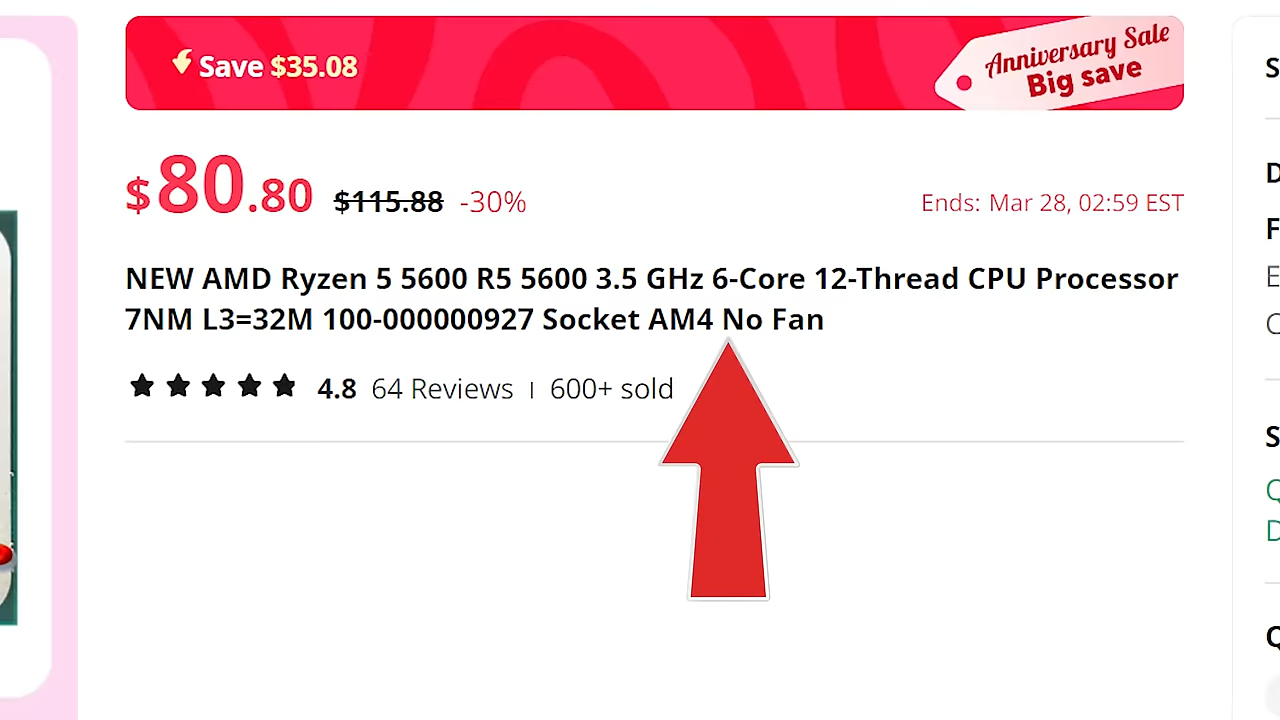 Save $35.08
Anniversary Sale
Big save
$80.80 $115.88 -30%
Ends: Mar 28, 02:59 EST
NEW AMD Ryzen 5 5600 R5 5600 3.5 GHz 6-Core 12-Thread CPU Processor
7NM L3=32M 100-000000927 Socket AM4 No Fan
4.8 64 Reviews | 600+ sold